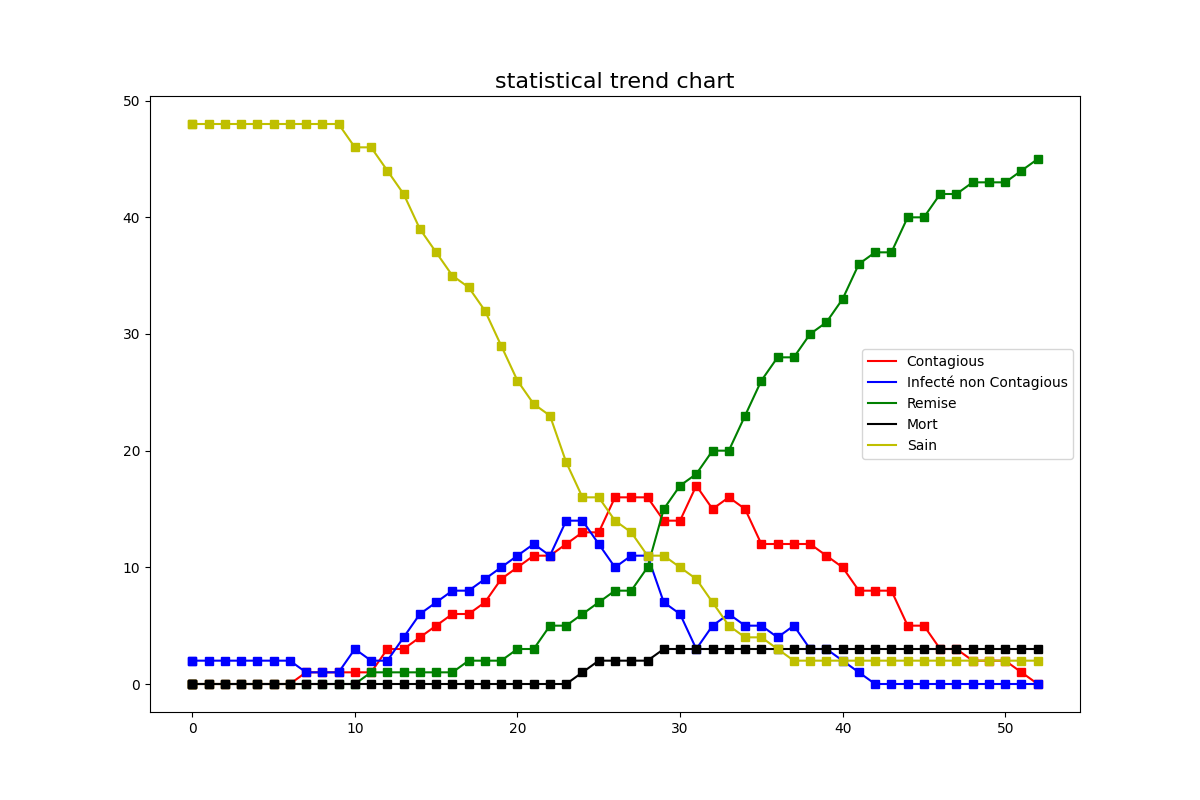 statistical trend chart
50
40
30
20
10
0
Contagious
Infecté non Contagious
Remise
Mort
Sain
0 10 20 30 40 50